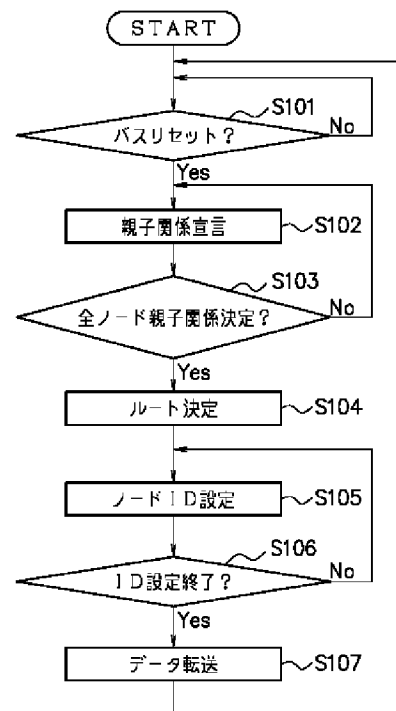 START
S101
バスリセット?
No
Yes
親子関係宣言
S102
S103
全ノード親子関係決定?
No
Yes
ルート決定
S104
ノードID設定
S105
S106
ID設定終了?
No
Yes
データ転送
S107